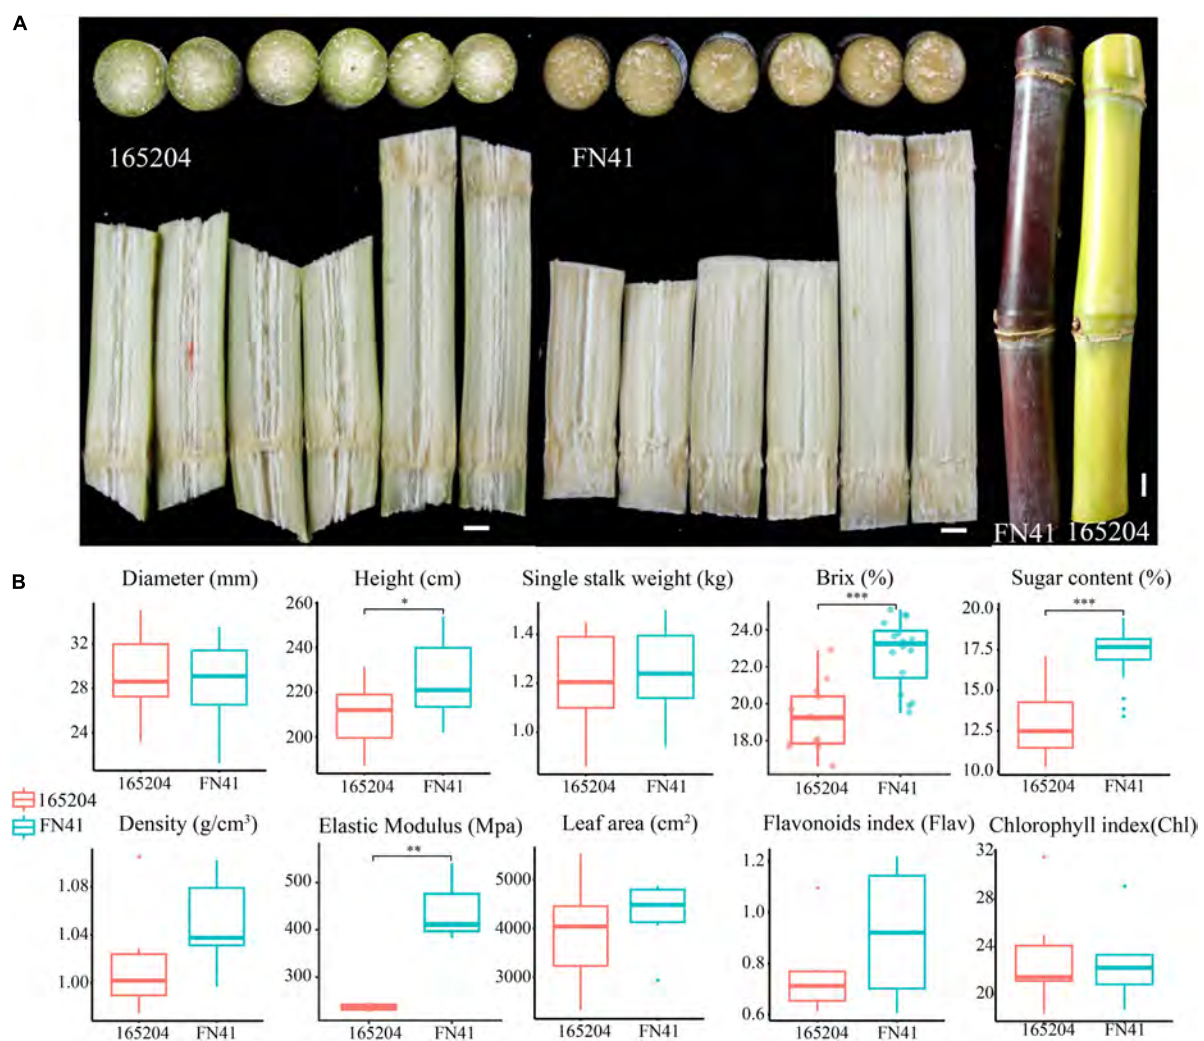 A
165204
FN41
FN41 165204
B
Diameter (mm)
32
28
24
165204 FN41
Height (cm)
260
240
220
200
*
165204 FN41
Single stalk weight (kg)
1.4
1.2
1.0
165204 FN41
Brix (%)
24.0
22.0
20.0
18.0
***
165204 FN41
Sugar content (%)
20.0
17.5
15.0
12.5
10.0
***
165204 FN41
165204
FN41
Density (g/cm³)
1.08
1.04
1.00
165204 FN41
Elastic Modulus (Mpa)
500
400
300
**
165204 FN41
Leaf area (cm²)
5000
4000
3000
165204 FN41
Flavonoids index (Flav)
1.2
1.0
0.8
0.6
165204 FN41
Chlorophyll index(Chl)
32
28
24
20
165204 FN41